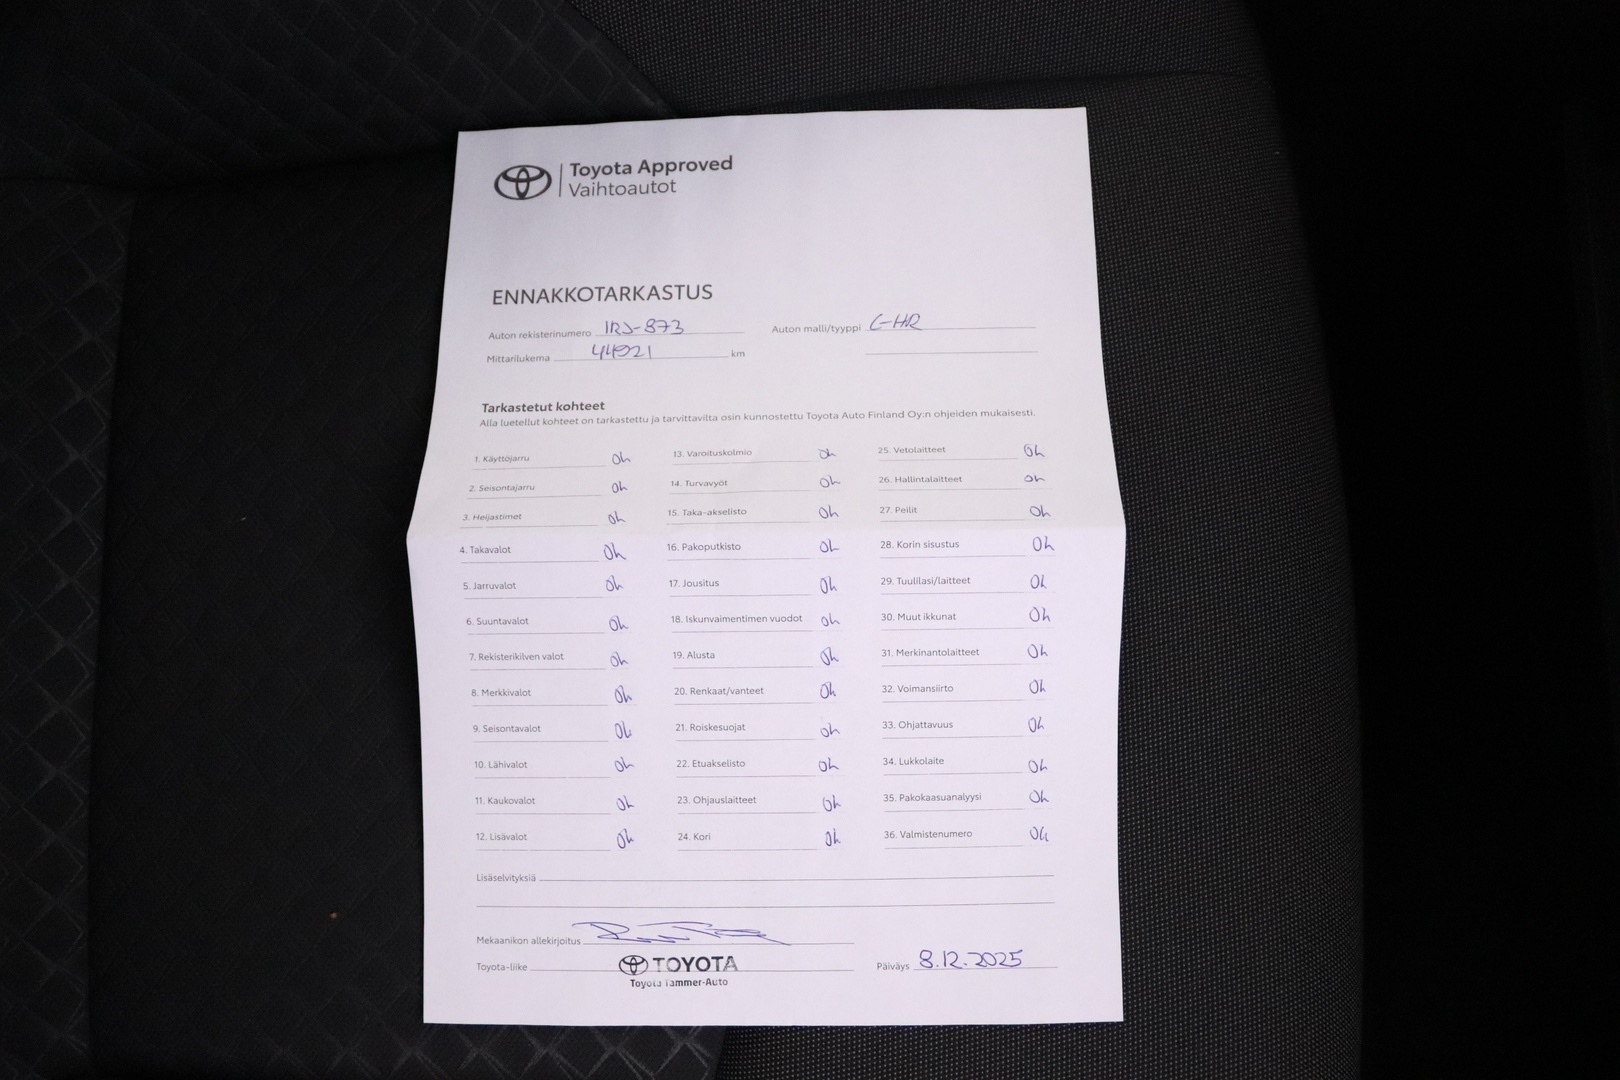 Toyota Approved
Vaihtoautot
ENNAKKOTARKASTUS
Auton rekisterinumero IRJ-873 Auton malli/tyyppi C-HR
Mittarilukema 44921 km
Tarkastetut kohteet
Alla luetellut kohteet on tarkastettu ja tarvittavilta osin kunnostettu Toyota Auto Finland Oy:n ohjeiden mukaisesti.
1. Käyttöjarru Ok 13. Varoituskolmio Ok 25. Vetolaitteet Ok
2. Seisontajarru Ok 14. Turvavyöt Ok 26. Hallintalaitteet Ok
3. Heijastimet Ok 15. Taka-akselisto Ok 27. Peilit Ok
4. Takavalot Ok 16. Pakoputkisto Ok 28. Korin sisustus Ok
5. Jarruvalot Ok 17. Jousitus Ok 29. Tuulilasi/laitteet Ok
6. Suuntavalot Ok 18. Iskunvaimentimen vuodot Ok 30. Muut ikkunat Ok
7. Rekisterikilven valot Ok 19. Alusta Ok 31. Merkinantolaitteet Ok
8. Merkkivalot Ok 20. Renkaat/vanteet Ok 32. Voimansiirto Ok
9. Seisontavalot Ok 21. Roiskesuojat Ok 33. Ohjattavuus Ok
10. Lähivalot Ok 22. Etuakselisto Ok 34. Lukkolaite Ok
11. Kaukovalot Ok 23. Ohjauslaitteet Ok 35. Pakokaasuanalyysi Ok
12. Lisävalot Ok 24. Kori Ok 36. Valmistenumero Ok
Lisäselvityksiä
Mekaanikon allekirjoitus
Toyota-liike TOYOTA Päiväys 8.12.2025
Toyota Tammer-Auto